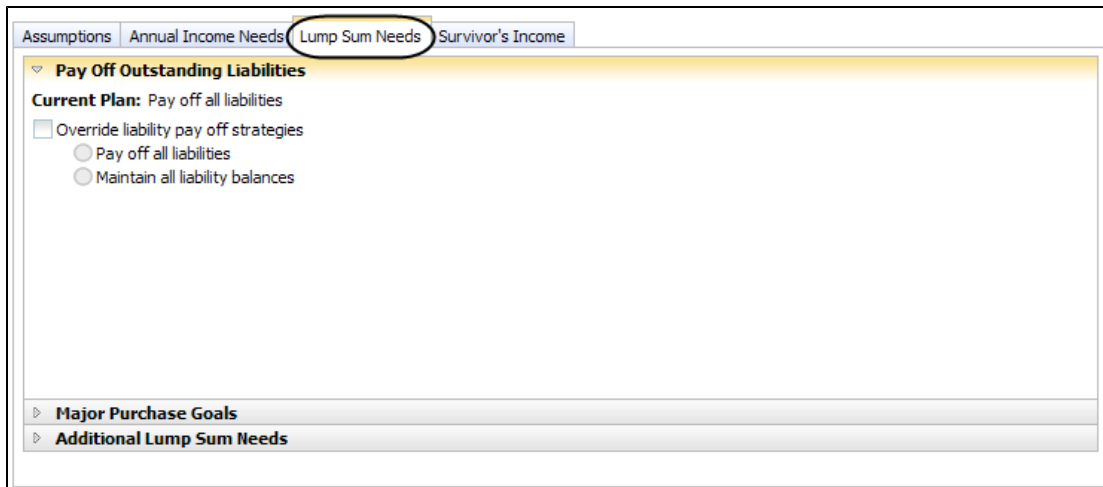 Assumptions Annual Income Needs Lump Sum Needs Survivor's Income
Pay Off Outstanding Liabilities
Current Plan: Pay off all liabilities
Override liability pay off strategies
Pay off all liabilities
Maintain all liability balances
Major Purchase Goals
Additional Lump Sum Needs